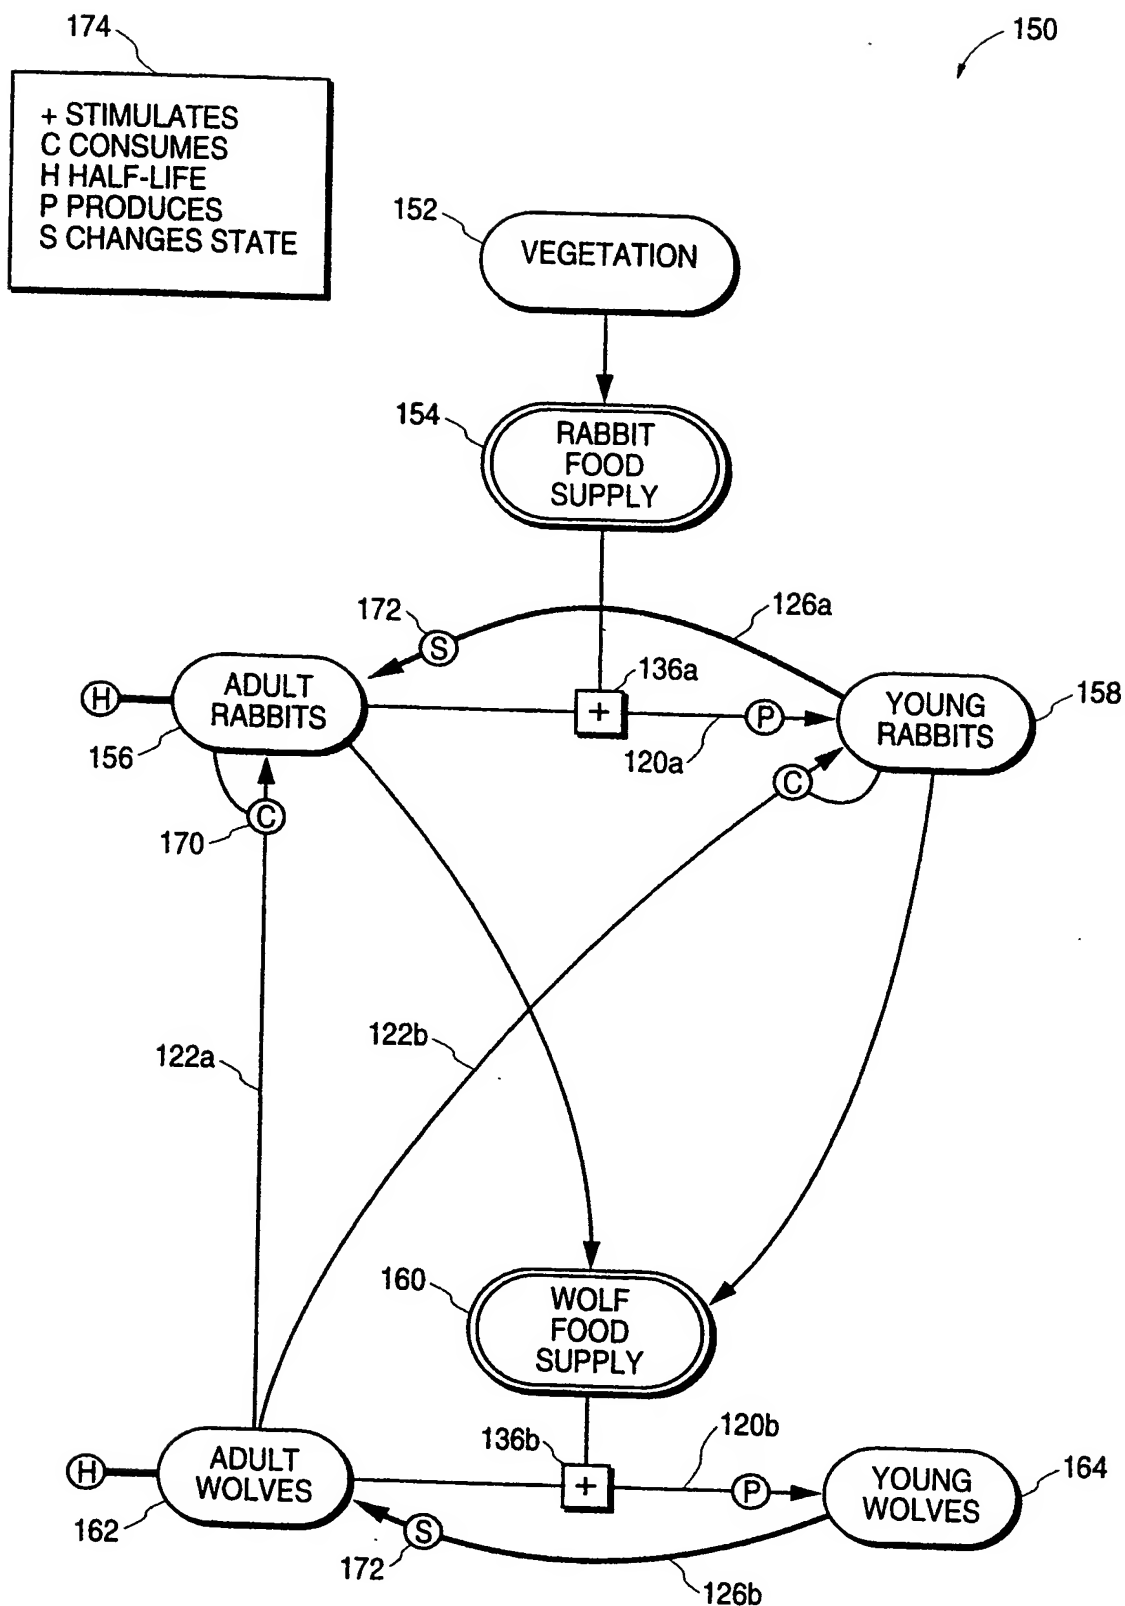 174
150
+ STIMULATES
C CONSUMES
H HALF-LIFE
P PRODUCES
S CHANGES STATE
152
VEGETATION
154
RABBIT
FOOD
SUPPLY
172
126a
S
136a
H
ADULT
RABBITS
+
P
YOUNG
RABBITS
158
156
120a
C
C
170
122a
122b
160
WOLF
FOOD
SUPPLY
136b
120b
H
ADULT
WOLVES
+
P
YOUNG
WOLVES
164
162
S
172
126b